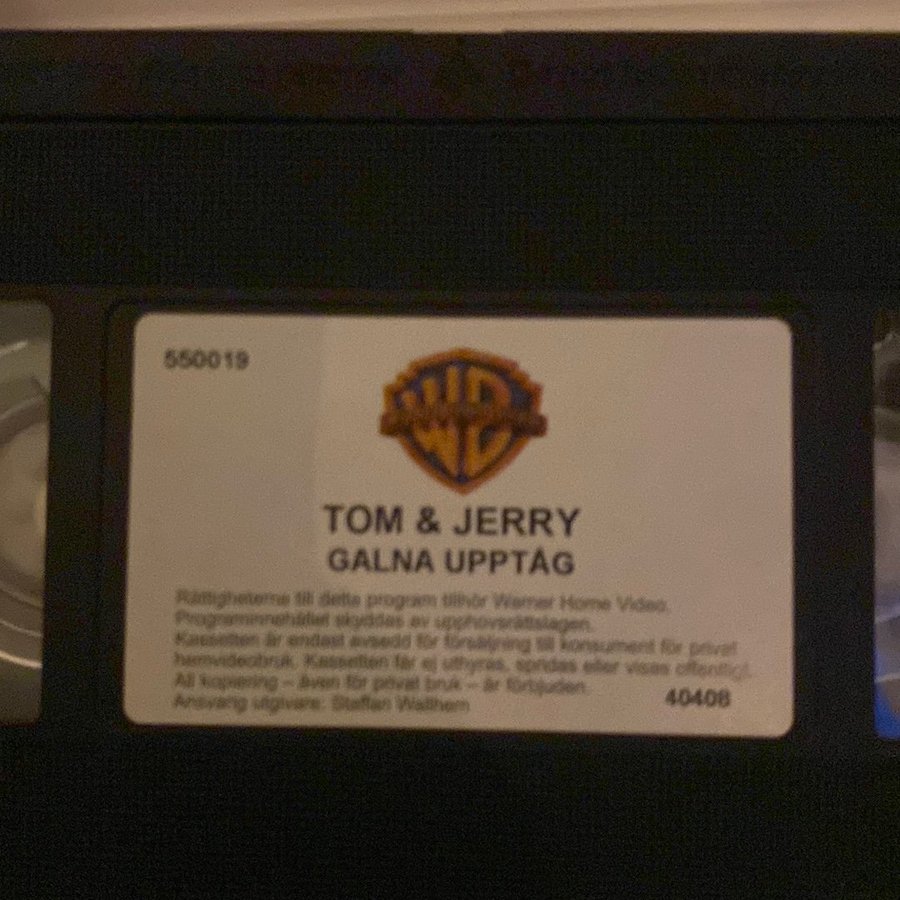 550019
WB
TOM & JERRY
GALNA UPPTÅG
Rättigheterna till detta program tillhör Warner Home Video.
Programinnehållet skyddas av upphovsrättslagen.
Kassetten är endast avsedd för försäljning till konsument för privat
hemvideobruk. Kassetten får ej uthyras, spridas eller visas offentligt.
All kopiering – även för privat bruk – är förbjuden.
Ansvarig utgivare: Staffan Wallhem
40408